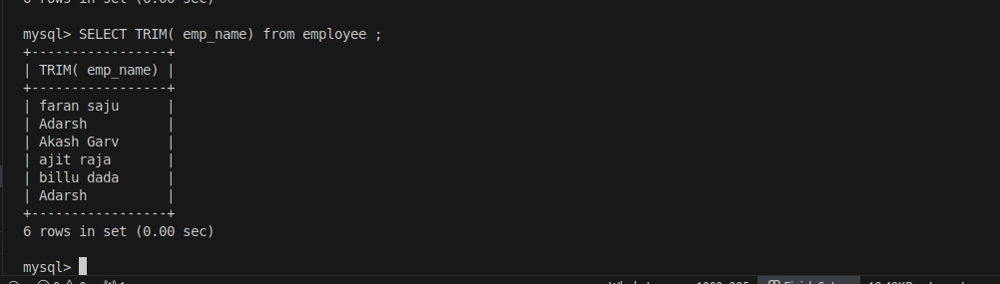 6 rows in set (0.00 sec)
mysql> SELECT TRIM( emp_name) from employee ;
+-----------------+
| TRIM( emp_name) |
+-----------------+
| faran saju      |
| Adarsh          |
| Akash Garv      |
| ajit raja       |
| billu dada      |
| Adarsh          |
+-----------------+
6 rows in set (0.00 sec)
mysql>